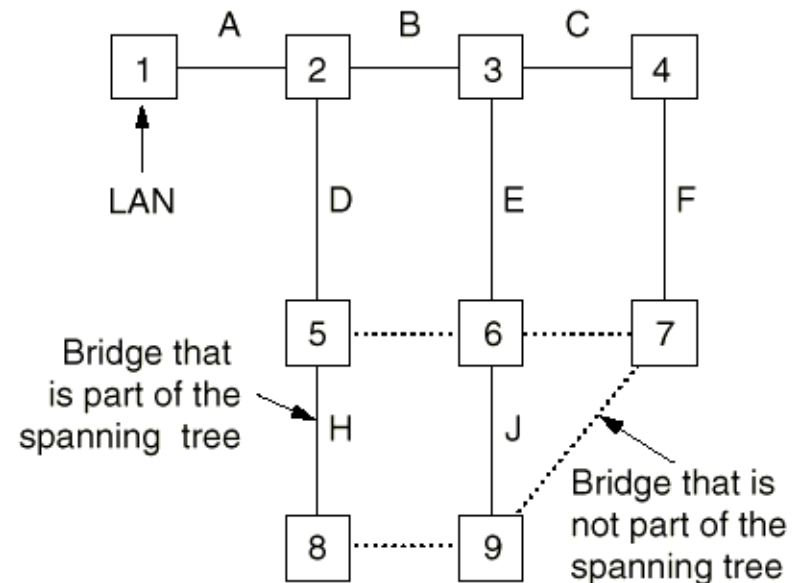 A B C
1 2 3 4
LAN
D E F
5 6 7
Bridge that
is part of the
spanning tree
H J
Bridge that is
not part of the
spanning tree
8 9